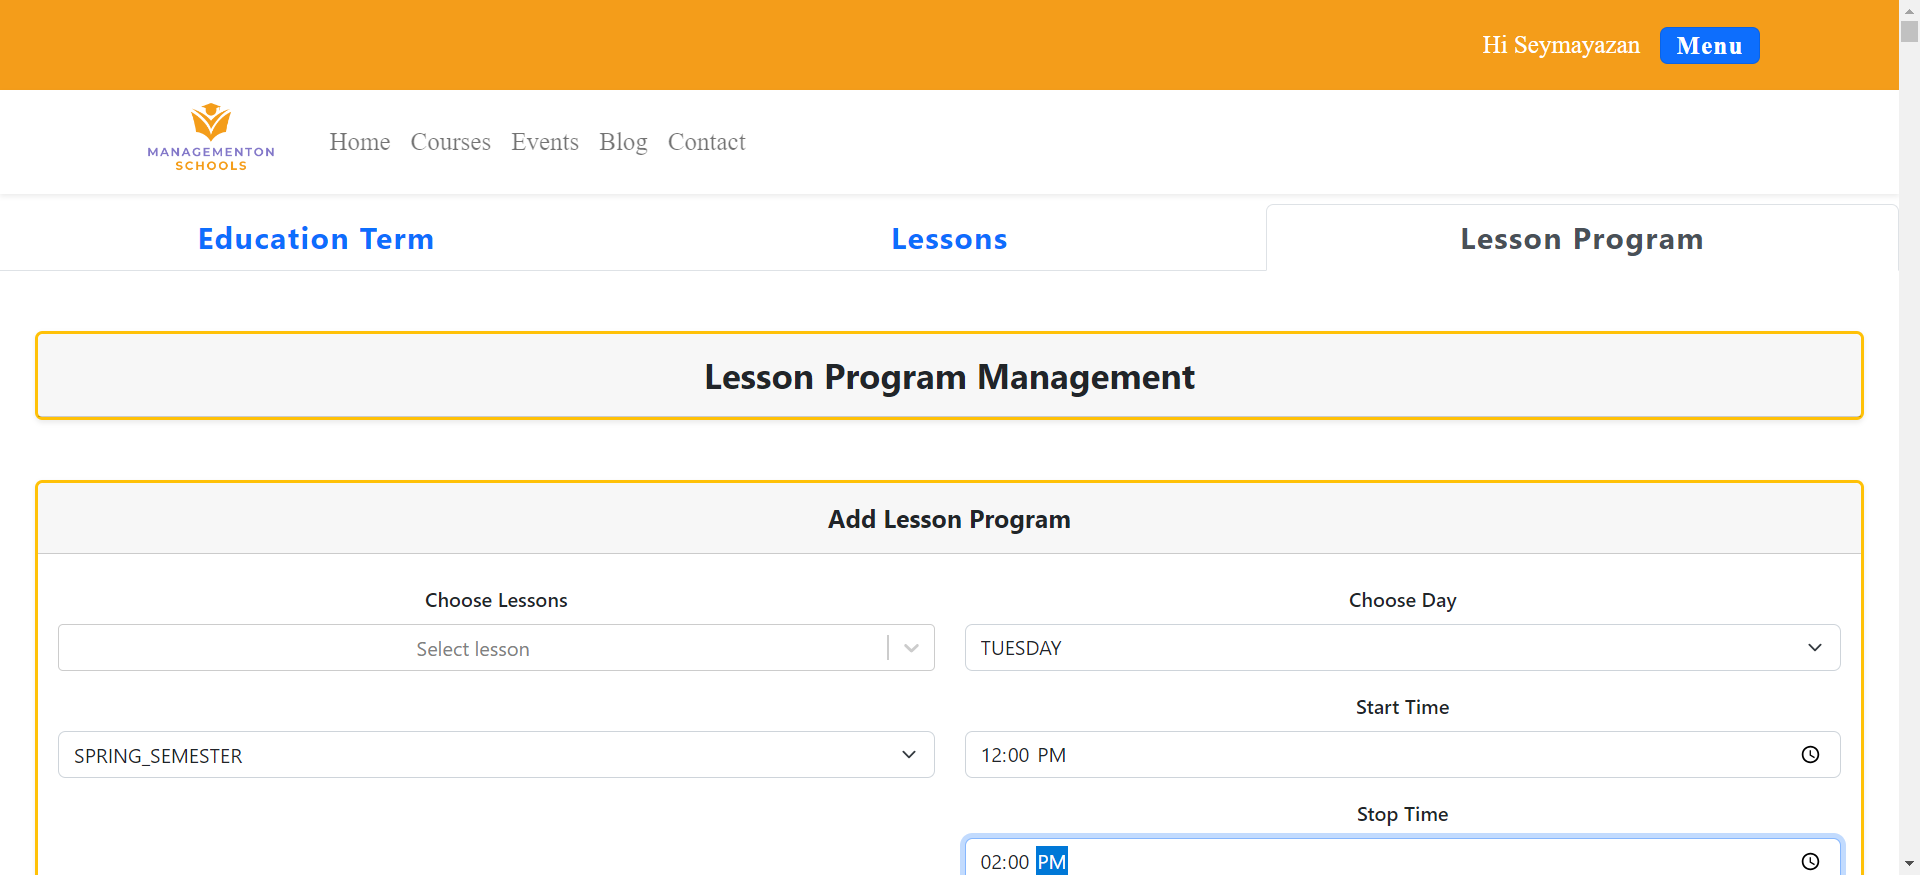 Hi Seymayazan
Menu
MANAGEMENTON
SCHOOLS
Home
Courses
Events
Blog
Contact
Education Term
Lessons
Lesson Program
Lesson Program Management
Add Lesson Program
Choose Lessons
Choose Day
Select lesson
TUESDAY
Start Time
SPRING_SEMESTER
12:00 PM
Stop Time
02:00 PM